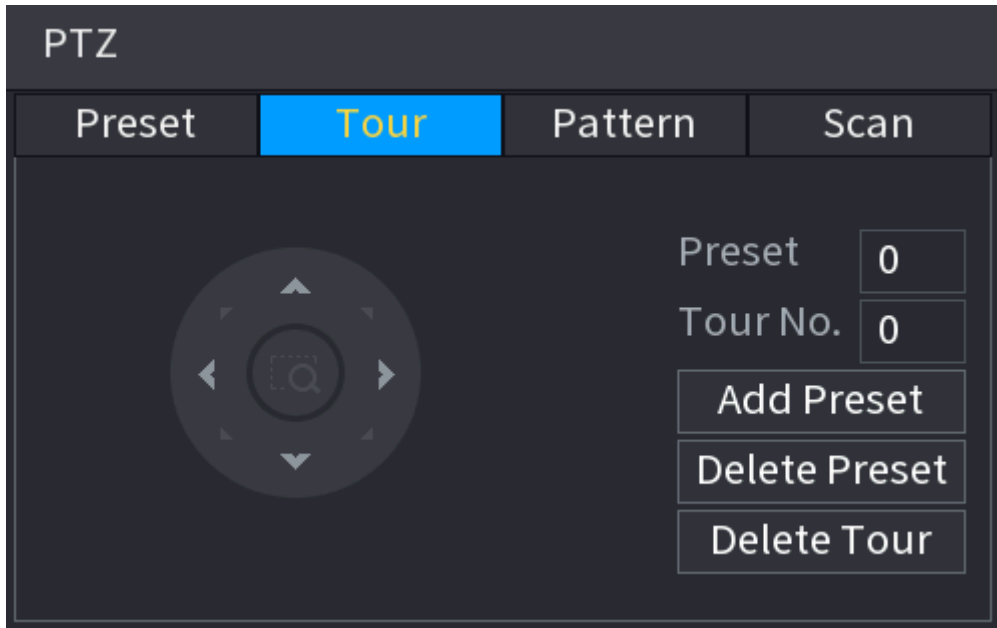 PTZ
Preset Tour Pattern Scan
Preset 0
Tour No. 0
Add Preset
Delete Preset
Delete Tour